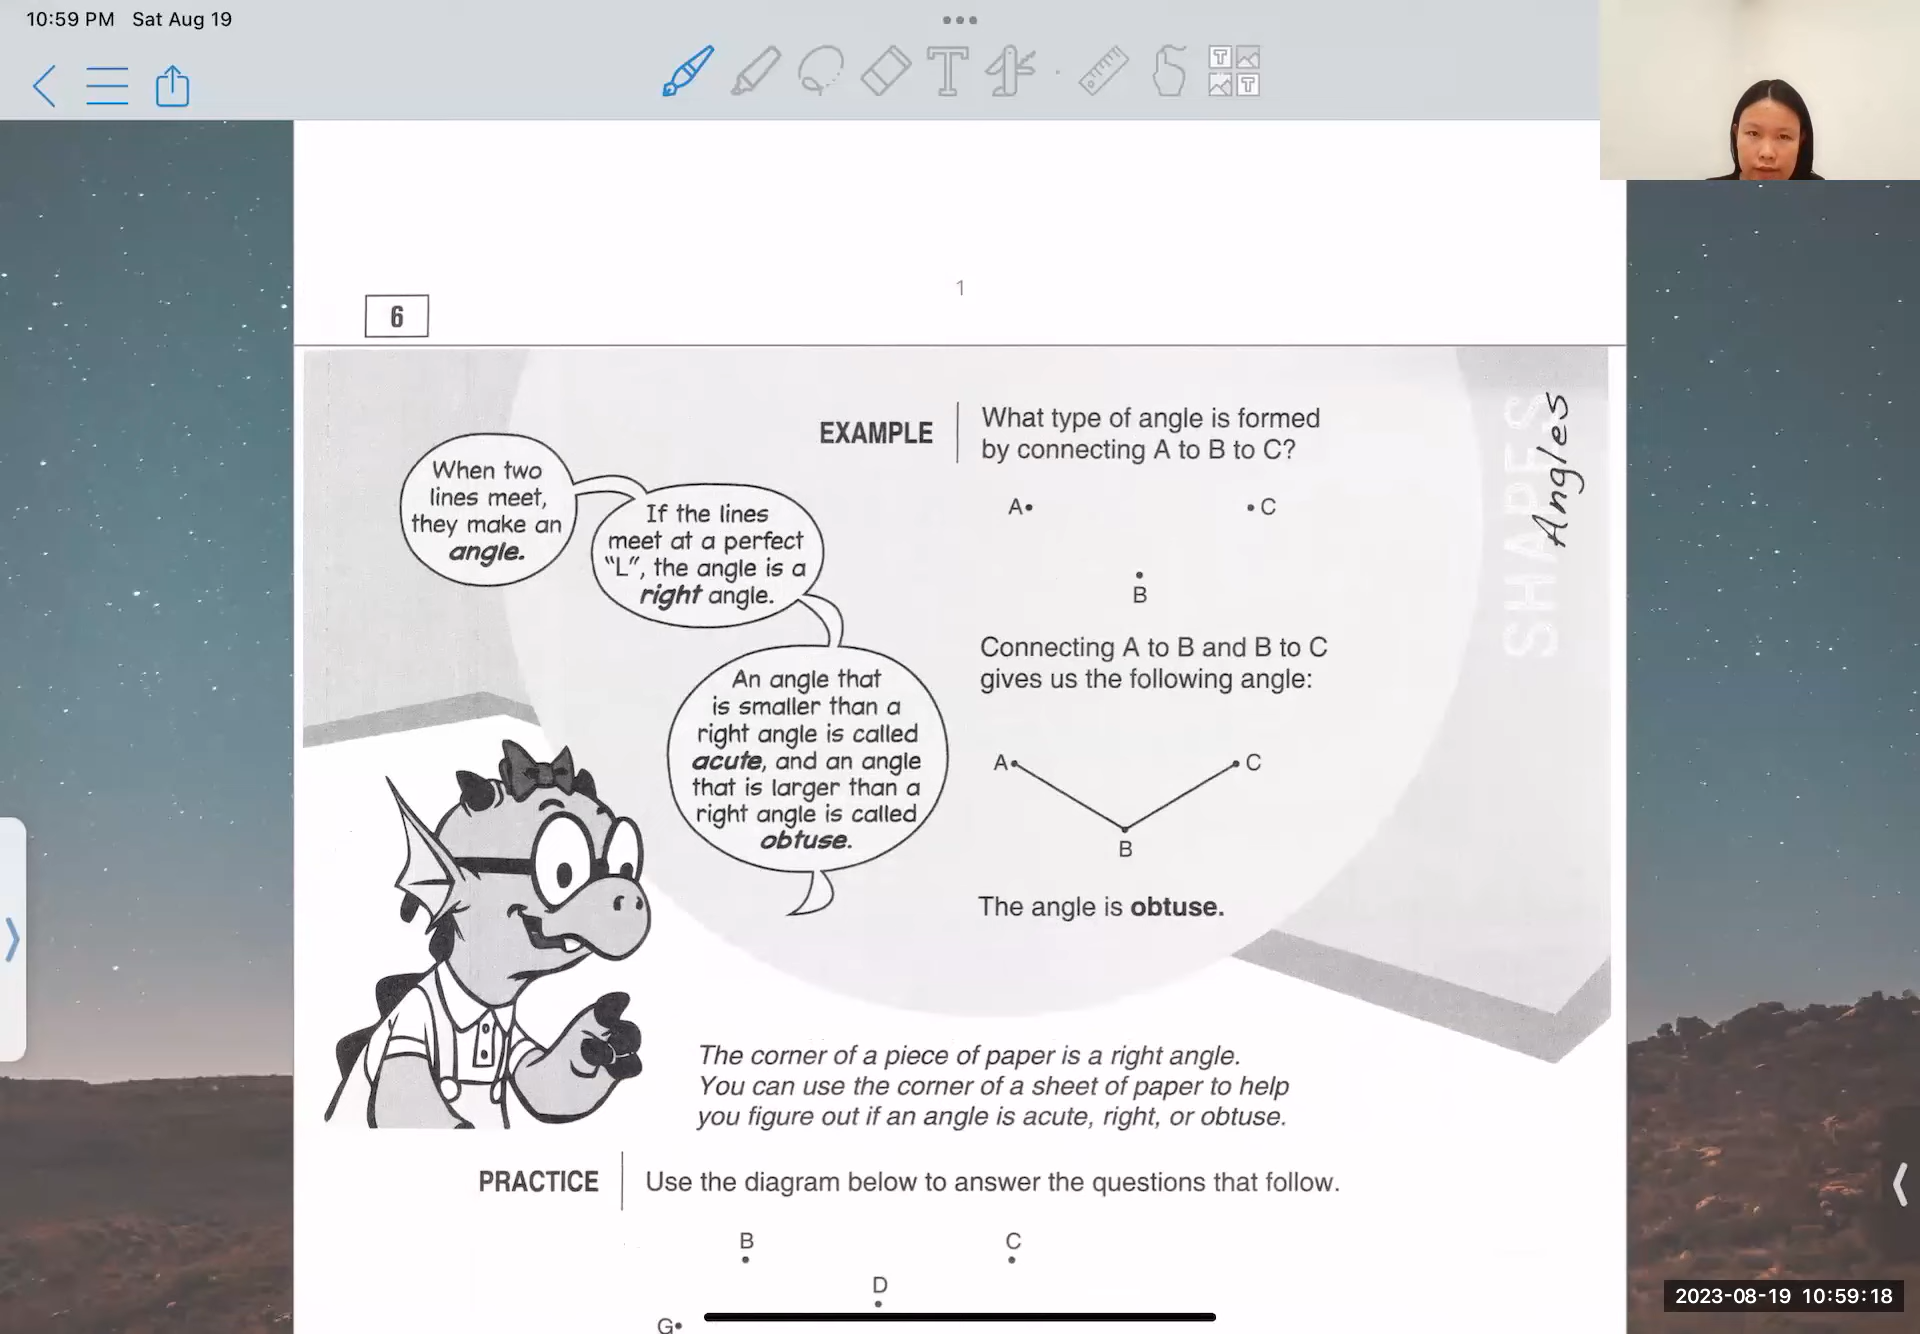 10:59 PM Sat Aug 19
1
6
SHAPES
Angles
EXAMPLE
What type of angle is formed
by connecting A to B to C?
When two
lines meet,
they make an
angle.
If the lines
meet at a perfect
“L”, the angle is a
right angle.
An angle that
is smaller than a
right angle is called
acute, and an angle
that is larger than a
right angle is called
obtuse.
A
C
B
Connecting A to B and B to C
gives us the following angle:
A
C
B
The angle is obtuse.
The corner of a piece of paper is a right angle.
You can use the corner of a sheet of paper to help
you figure out if an angle is acute, right, or obtuse.
PRACTICE
Use the diagram below to answer the questions that follow.
B
C
D
G
2023-08-19 10:59:18